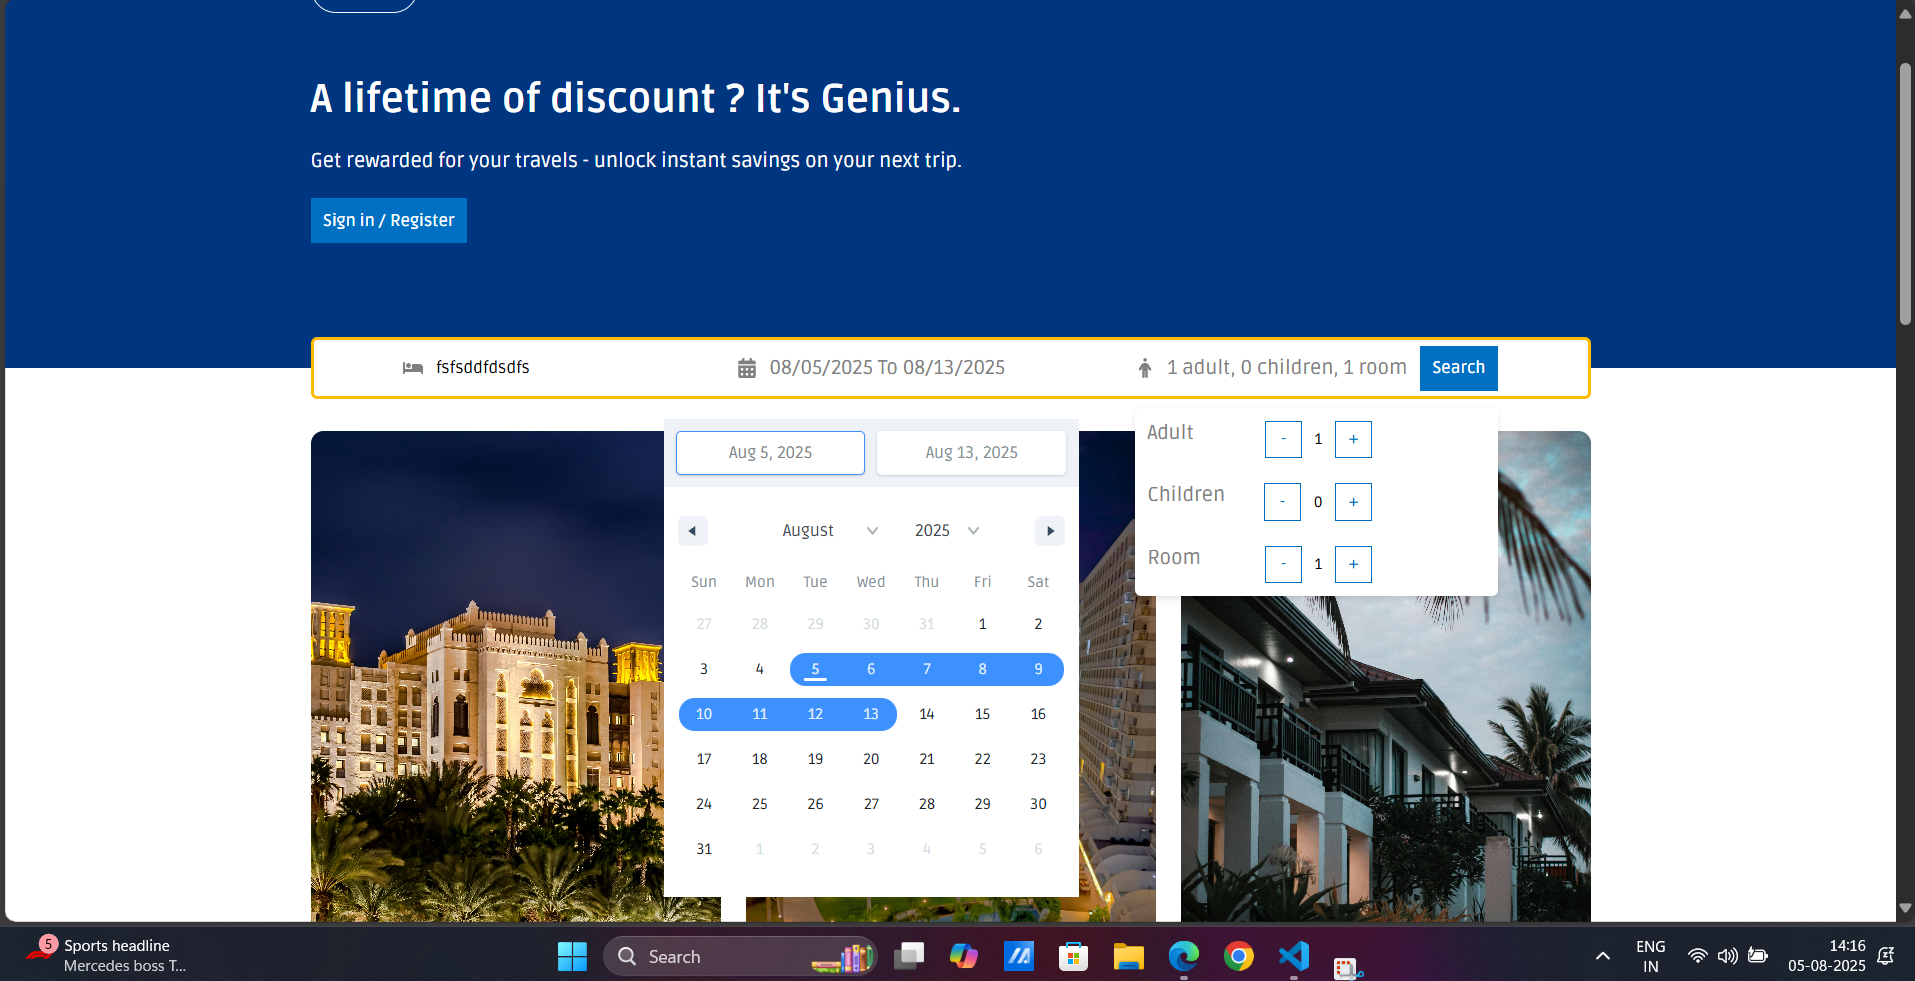 A lifetime of discount ? It's Genius.
Get rewarded for your travels - unlock instant savings on your next trip.
Sign in / Register
fsfsddfdsdfs
08/05/2025 To 08/13/2025
1 adult, 0 children, 1 room
Search
Aug 5, 2025
Aug 13, 2025
August
2025
Sun Mon Tue Wed Thu Fri Sat
27 28 29 30 31 1 2
3 4 5 6 7 8 9
10 11 12 13 14 15 16
17 18 19 20 21 22 23
24 25 26 27 28 29 30
31 1 2 3 4 5 6
Adult - 1 +
Children - 0 +
Room - 1 +
5
Sports headline
Mercedes boss T...
Search
ENG
IN
14:16
05-08-2025